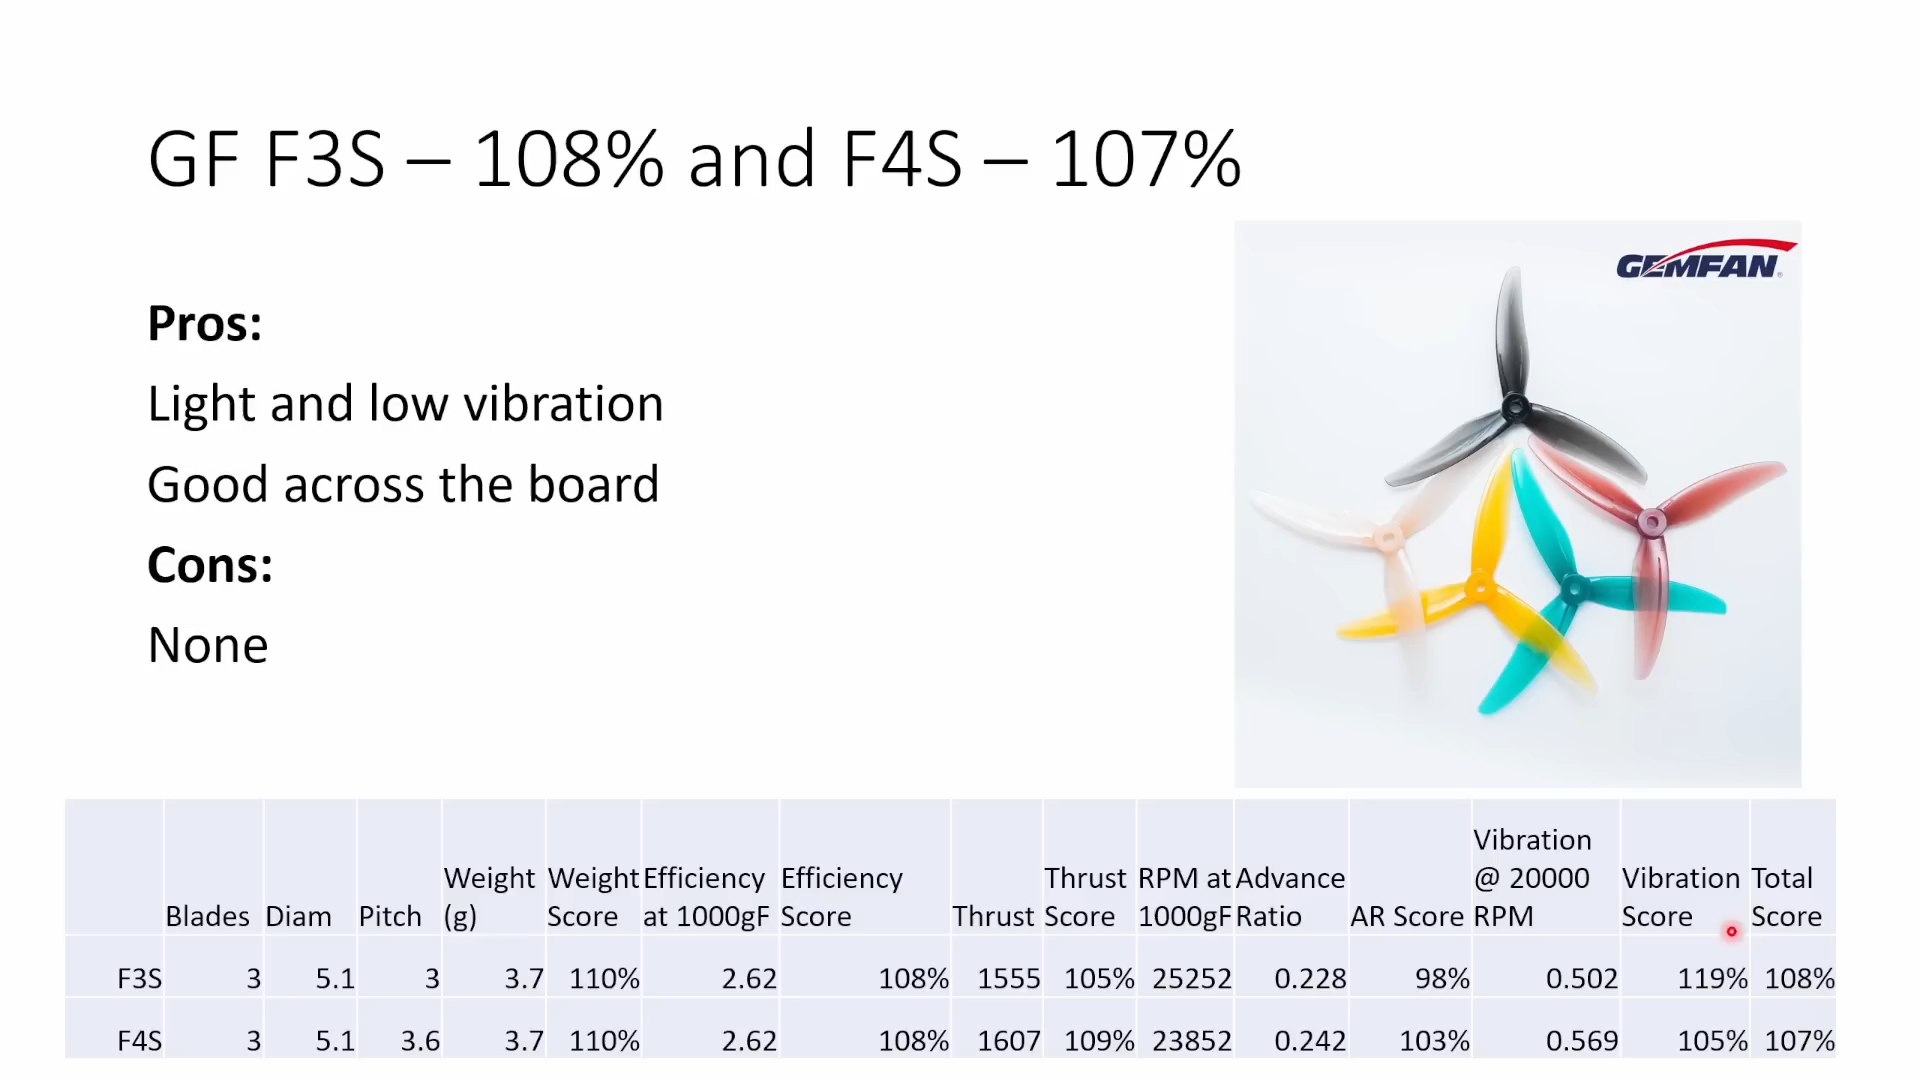 GF F3S – 108% and F4S – 107%
GEMFAN
Pros:
Light and low vibration
Good across the board
Cons:
None
Blades Diam Pitch Weight (g) Weight Score Efficiency at 1000gF Efficiency Score Thrust Thrust Score RPM at 1000gF Advance Ratio AR Score Vibration @ 20000 RPM Vibration Score Total Score
F3S 3 5.1 3 3.7 110% 2.62 108% 1555 105% 25252 0.228 98% 0.502 119% 108%
F4S 3 5.1 3.6 3.7 110% 2.62 108% 1607 109% 23852 0.242 103% 0.569 105% 107%